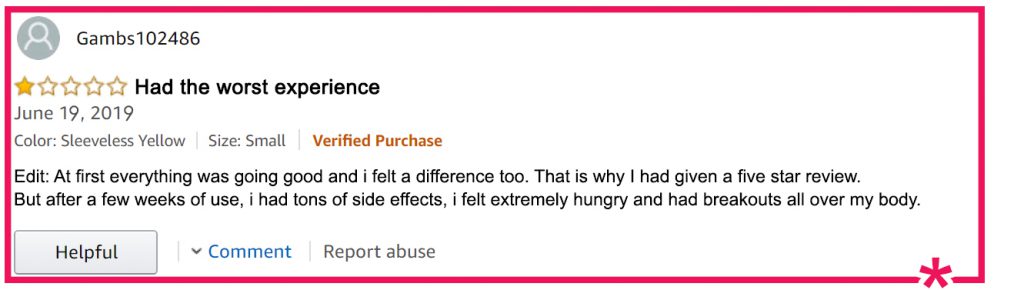 Gambs102486
Had the worst experience
June 19, 2019
Color: Sleeveless Yellow | Size: Small | Verified Purchase
Edit: At first everything was going good and i felt a difference too. That is why I had given a five star review.
But after a few weeks of use, i had tons of side effects, i felt extremely hungry and had breakouts all over my body.
Helpful | Comment | Report abuse
*